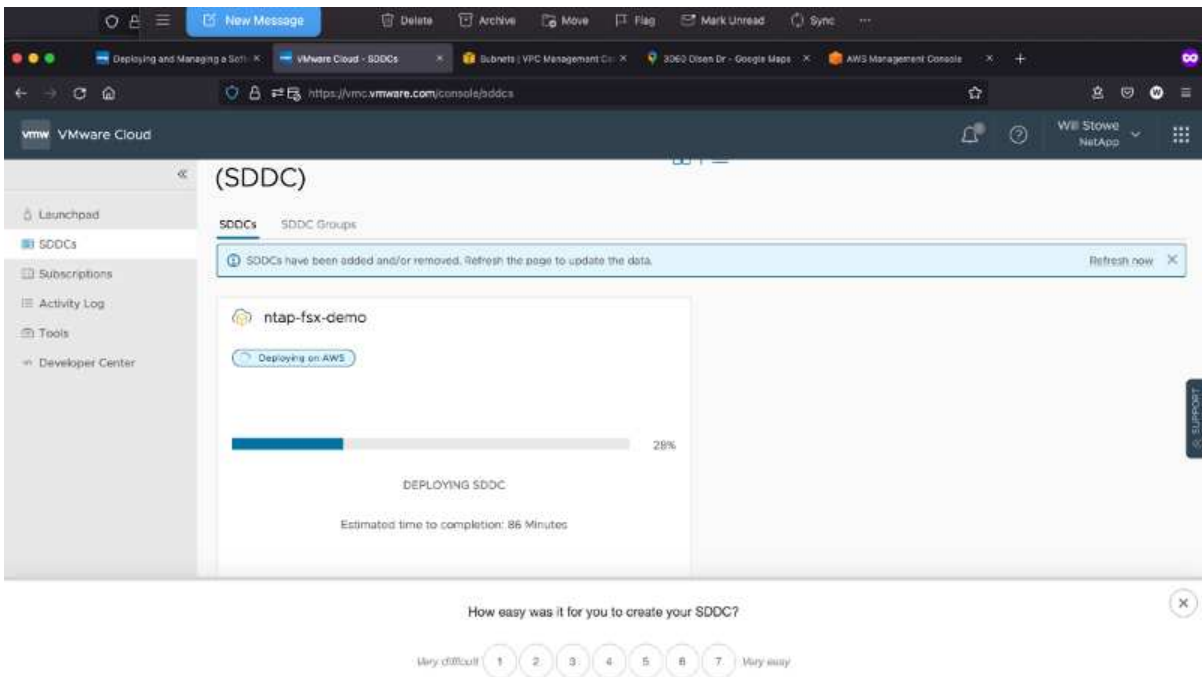 New Message Delete Archive Move Flag Mark Unread Sync ...
Deploying and Managing a Soft × VMware Cloud - SDDCs × Subnets | VPC Management Co × 3060 Olsen Dr - Google Maps × AWS Management Console × +
https://vmc.vmware.com/console/sddcs
vmw VMware Cloud
Will Stowe
NetApp
(SDDC)
Launchpad
SDDCs SDDC Groups
SDDCs
SDDCs have been added and/or removed. Refresh the page to update the data. Refresh now
Subscriptions
Activity Log
ntap-fsx-demo
Tools
Deploying on AWS
Developer Center
SUPPORT
28%
DEPLOYING SDDC
Estimated time to completion: 86 Minutes
How easy was it for you to create your SDDC?
Very difficult 1 2 3 4 5 6 7 Very easy